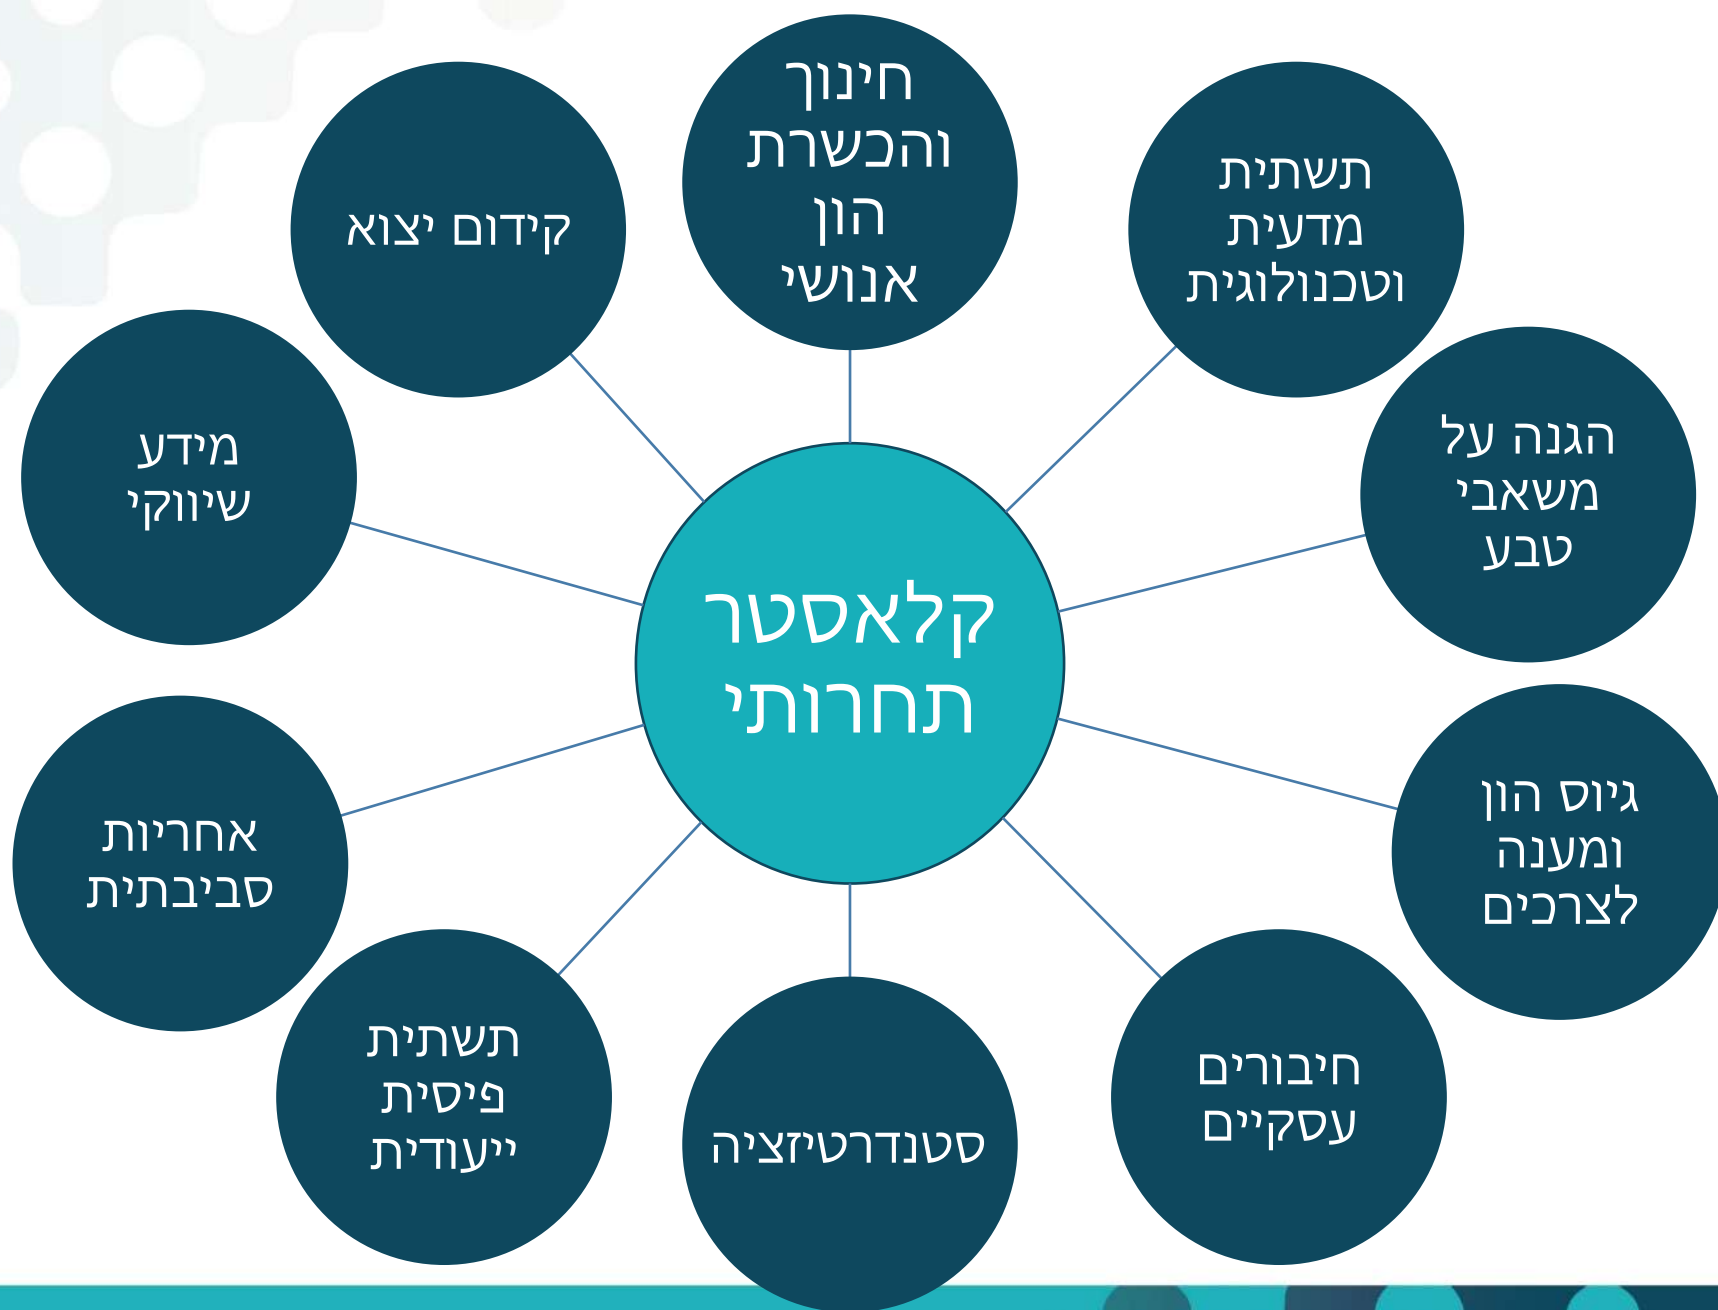 חינוך
והכשרת
הון
אנושי
תשתית
מדעית
וטכנולוגית
הגנה על
משאבי
טבע
גיוס הון
ומענה
לצרכים
חיבורים
עסקיים
סטנדרטיזציה
תשתית
פיסית
ייעודית
אחריות
סביבתית
מידע
שיווקי
קידום יצוא
קלאסטר
תחרותי